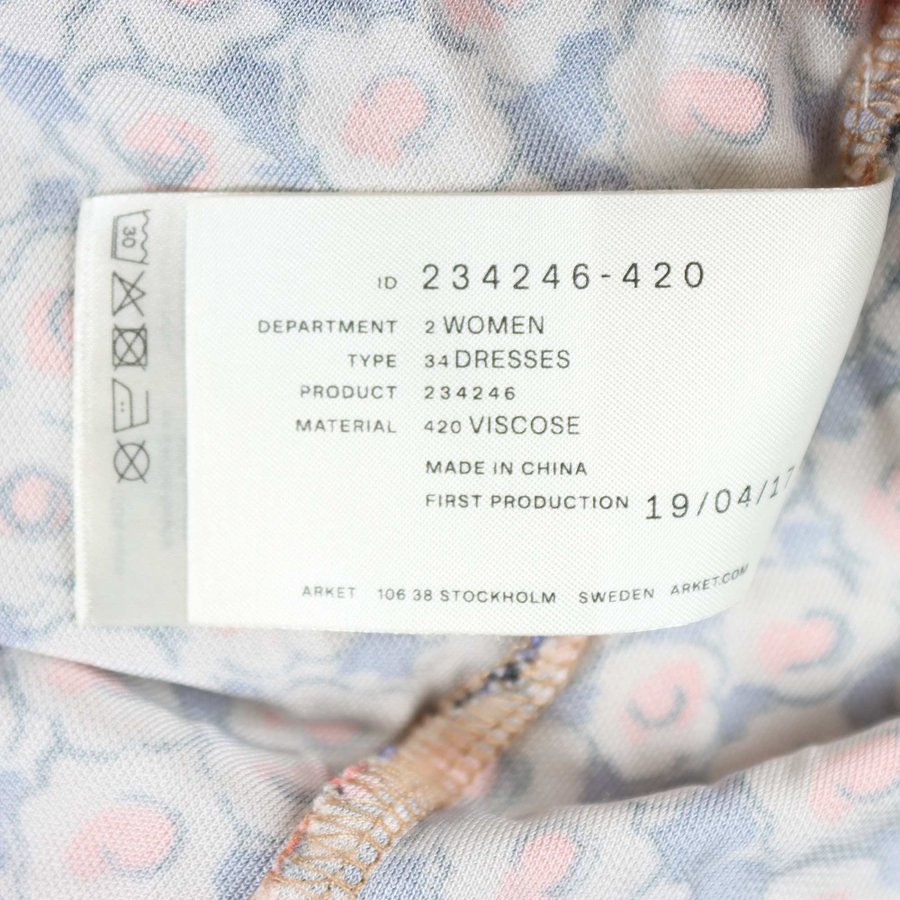 30
ID 234246-420
DEPARTMENT 2 WOMEN
TYPE 34 DRESSES
PRODUCT 234246
MATERIAL 420 VISCOSE
MADE IN CHINA
FIRST PRODUCTION 19/04/17
ARKET 106 38 STOCKHOLM SWEDEN ARKET.COM